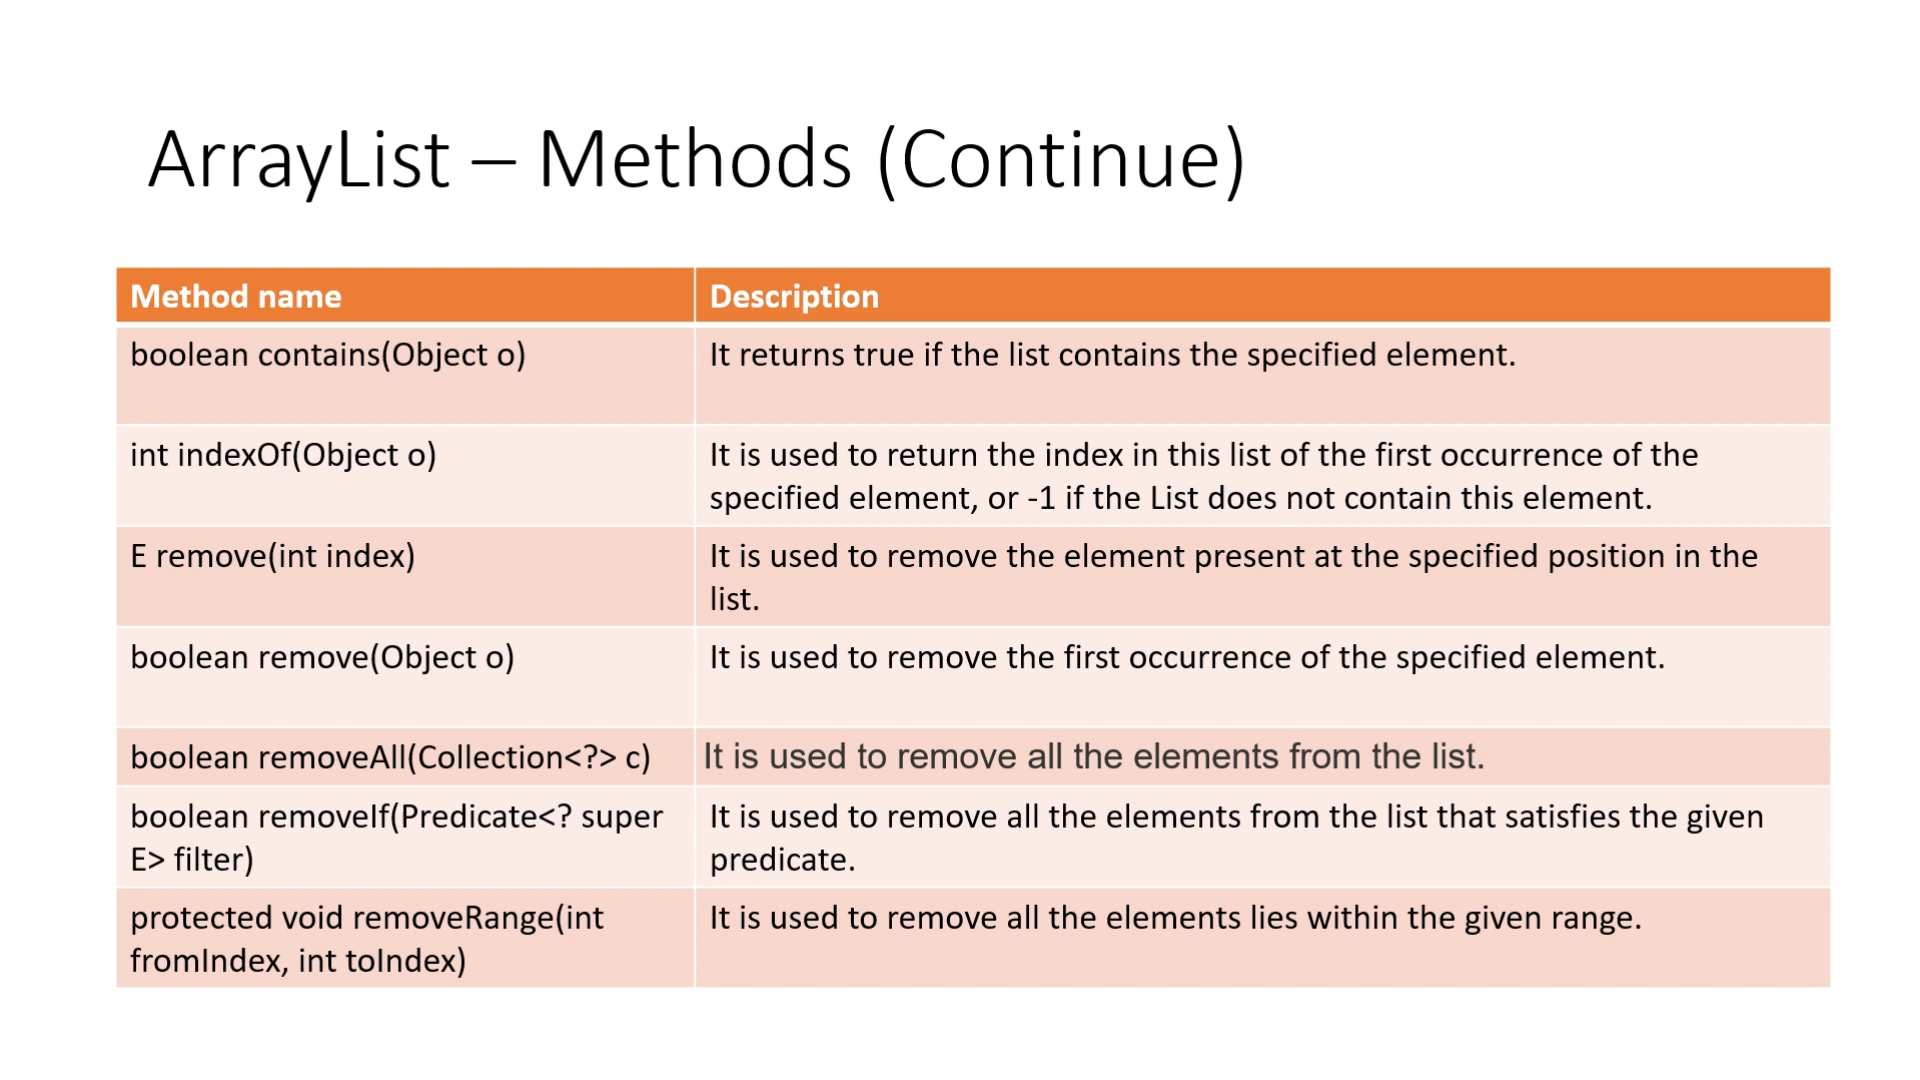 ArrayList – Methods (Continue)
Method name
Description
boolean contains(Object o)
It returns true if the list contains the specified element.
int indexOf(Object o)
It is used to return the index in this list of the first occurrence of the
specified element, or -1 if the List does not contain this element.
E remove(int index)
It is used to remove the element present at the specified position in the
list.
boolean remove(Object o)
It is used to remove the first occurrence of the specified element.
boolean removeAll(Collection<?> c)
It is used to remove all the elements from the list.
boolean removeIf(Predicate<? super
E> filter)
It is used to remove all the elements from the list that satisfies the given
predicate.
protected void removeRange(int
fromIndex, int toIndex)
It is used to remove all the elements lies within the given range.